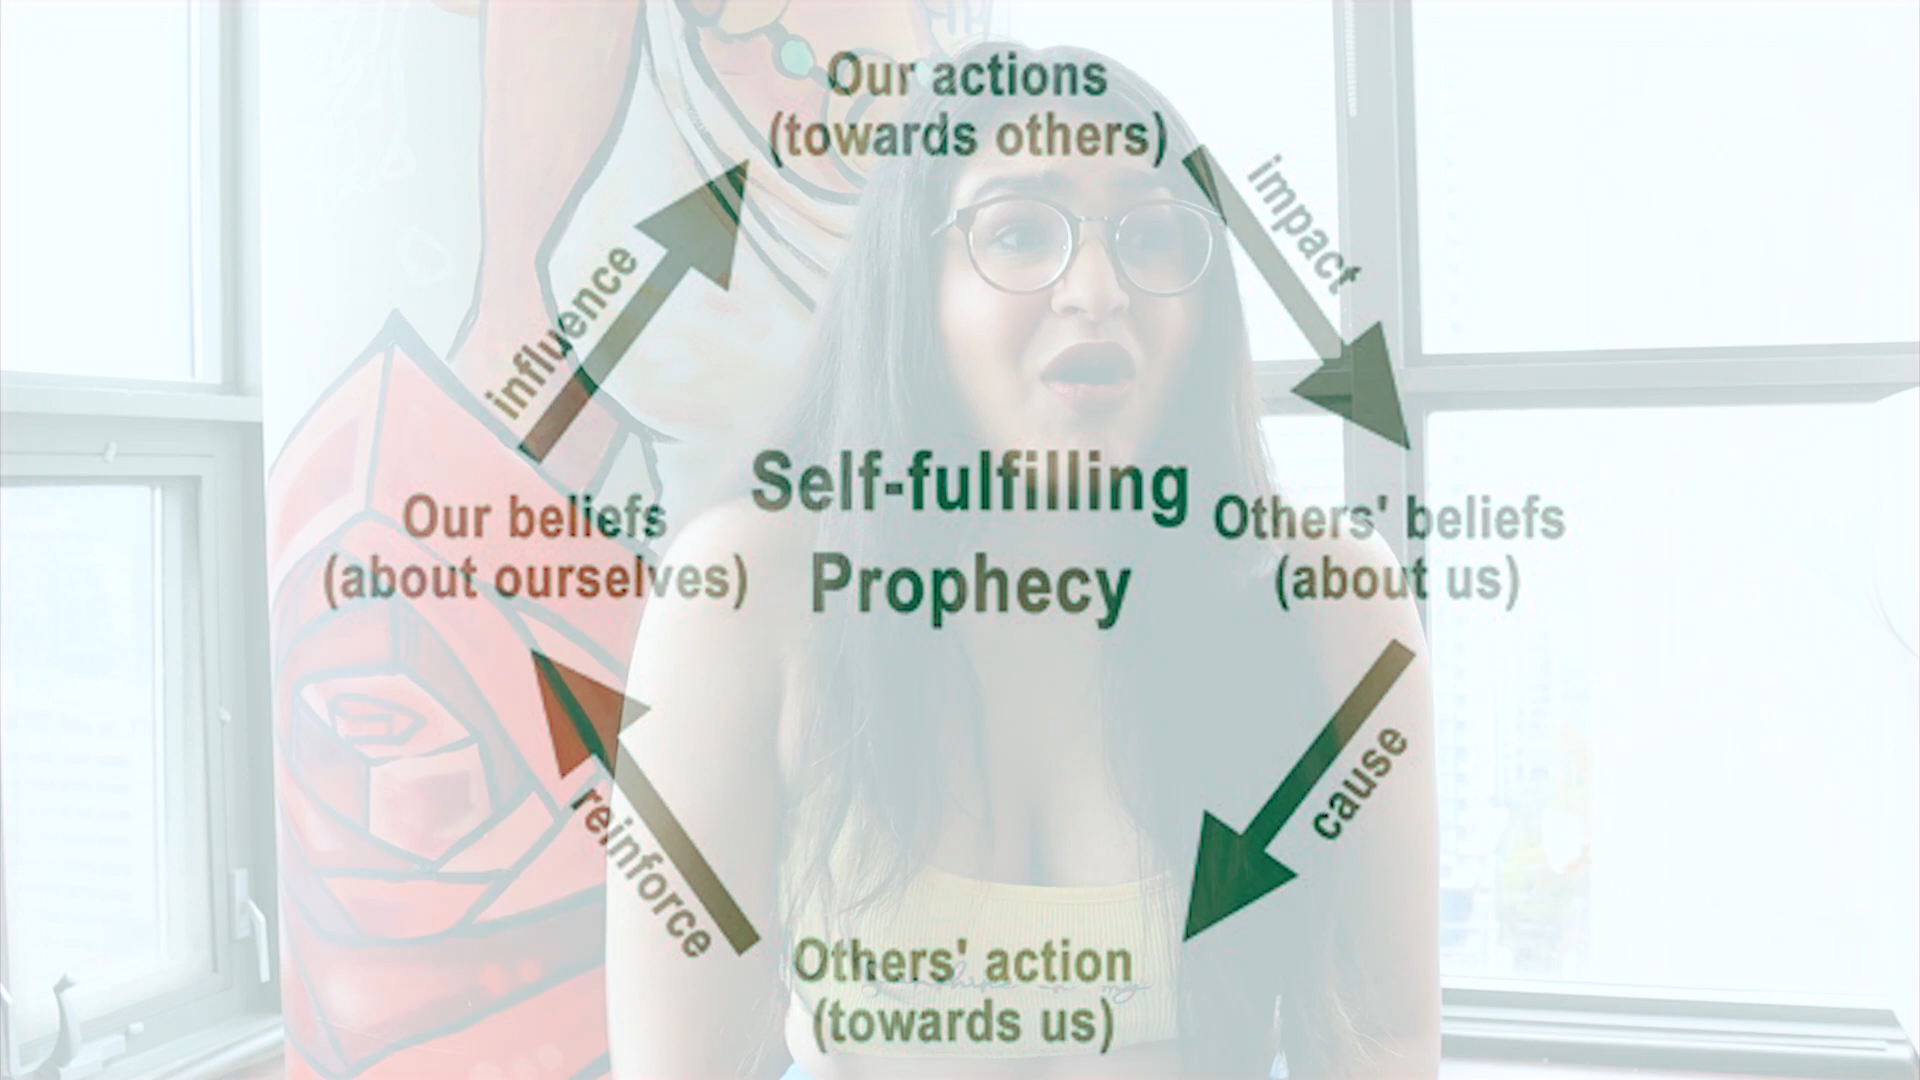 Our actions
(towards others)
impact
influence
Self-fulfilling
Prophecy
Our beliefs
(about ourselves)
Others' beliefs
(about us)
cause
reinforce
Others' action
(towards us)